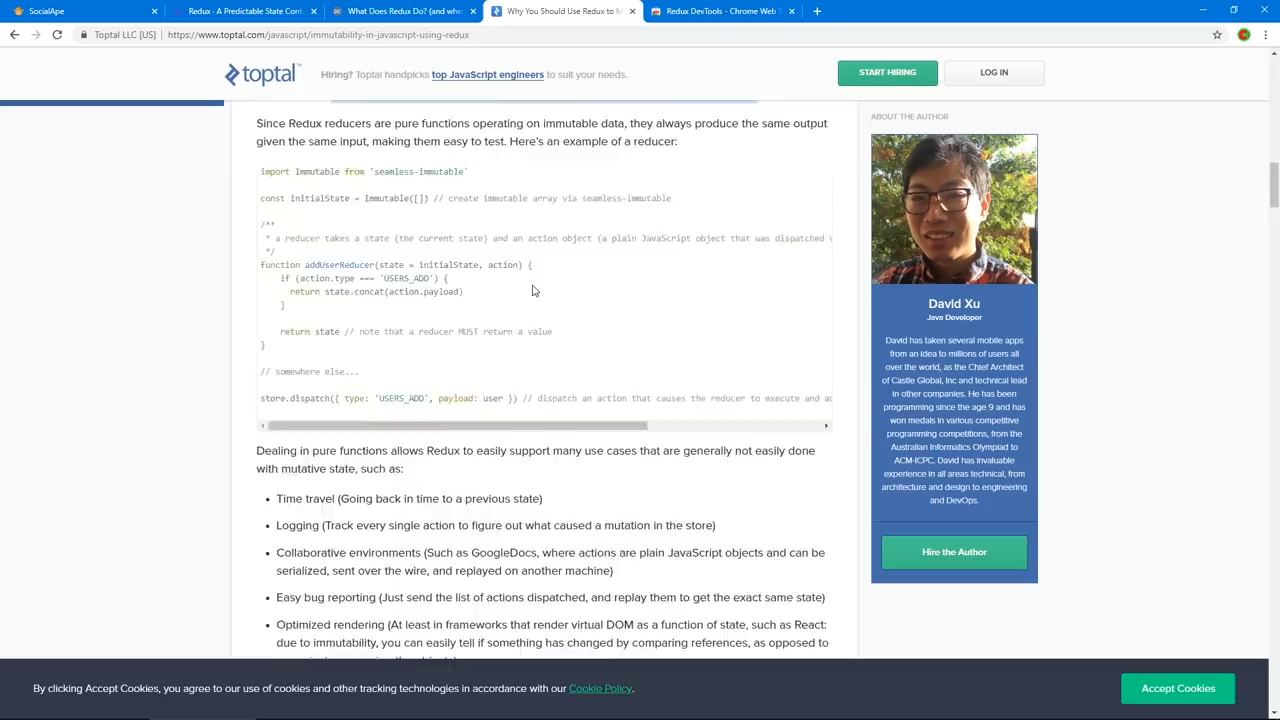 SocialApe
Redux · A Predictable State Cont
What Does Redux Do? (and whe
Why You Should Use Redux to M
Redux DevTools - Chrome Web S
Toptal LLC [US] | https://www.toptal.com/javascript/immutability-in-javascript-using-redux
toptal
Hiring? Toptal handpicks top JavaScript engineers to suit your needs.
START HIRING
LOG IN
Since Redux reducers are pure functions operating on immutable data, they always produce the same output
given the same input, making them easy to test. Here's an example of a reducer:
import Immutable from 'seamless-immutable'
const initialState = Immutable([]) // create immutable array via seamless-immutable
/**
* a reducer takes a state (the current state) and an action object (a plain JavaScript object that was dispatched v
*/
function addUserReducer(state = initialState, action) {
if (action.type === 'USERS_ADD') {
return state.concat(action.payload)
}
return state // note that a reducer MUST return a value
}
// somewhere else...
store.dispatch({ type: 'USERS_ADD', payload: user }) // dispatch an action that causes the reducer to execute and ad
Dealing in pure functions allows Redux to easily support many use cases that are generally not easily done
with mutative state, such as:
• Time travel (Going back in time to a previous state)
• Logging (Track every single action to figure out what caused a mutation in the store)
• Collaborative environments (Such as GoogleDocs, where actions are plain JavaScript objects and can be
serialized, sent over the wire, and replayed on another machine)
• Easy bug reporting (Just send the list of actions dispatched, and replay them to get the exact same state)
• Optimized rendering (At least in frameworks that render virtual DOM as a function of state, such as React:
due to immutability, you can easily tell if something has changed by comparing references, as opposed to
ABOUT THE AUTHOR
David Xu
Java Developer
David has taken several mobile apps
from an idea to millions of users all
over the world, as the Chief Architect
of Castle Global, Inc and technical lead
in other companies. He has been
programming since the age 9 and has
won medals in various competitive
programming competitions, from the
Australian Informatics Olympiad to
ACM-ICPC. David has invaluable
experience in all areas technical, from
architecture and design to engineering
and DevOps.
Hire the Author
By clicking Accept Cookies, you agree to our use of cookies and other tracking technologies in accordance with our Cookie Policy.
Accept Cookies